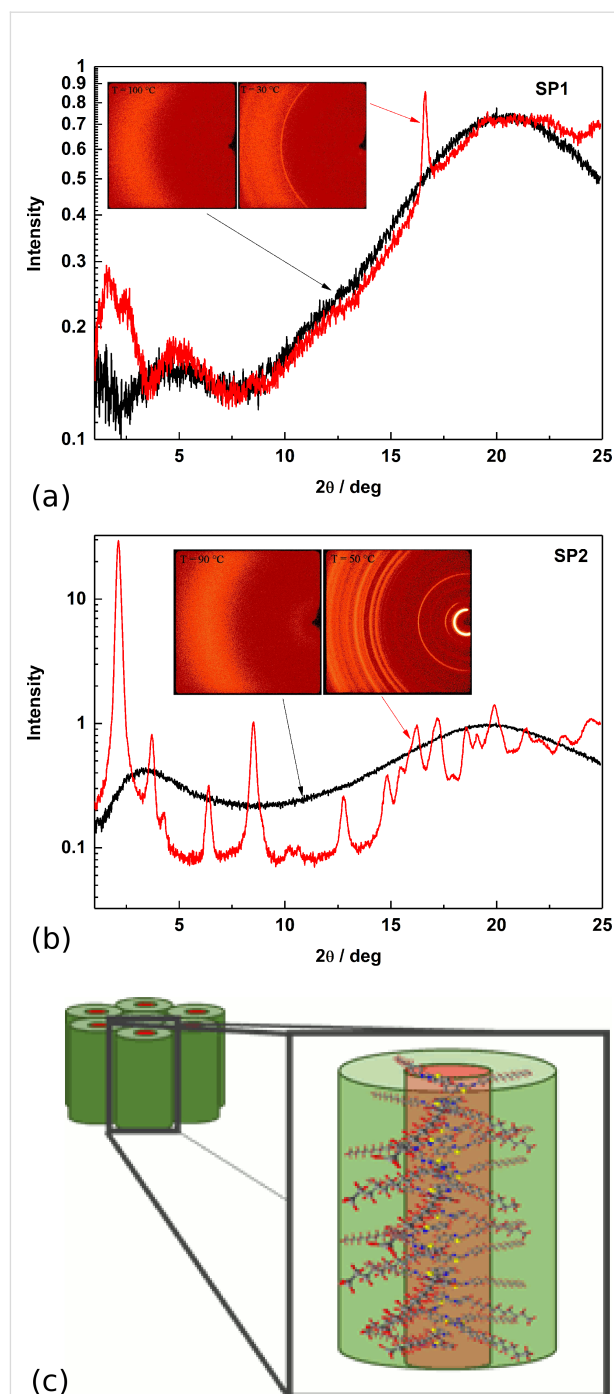 1
0.9
0.8
0.7
0.6
0.5
0.4
0.3
0.2
0.1
Intensity
T = 100 °C
T = 30 °C
SP1
5 10 15 20 25
2θ / deg
(a)
10
1
0.1
Intensity
T = 90 °C
T = 50 °C
SP2
5 10 15 20 25
2θ / deg
(b)
(c)